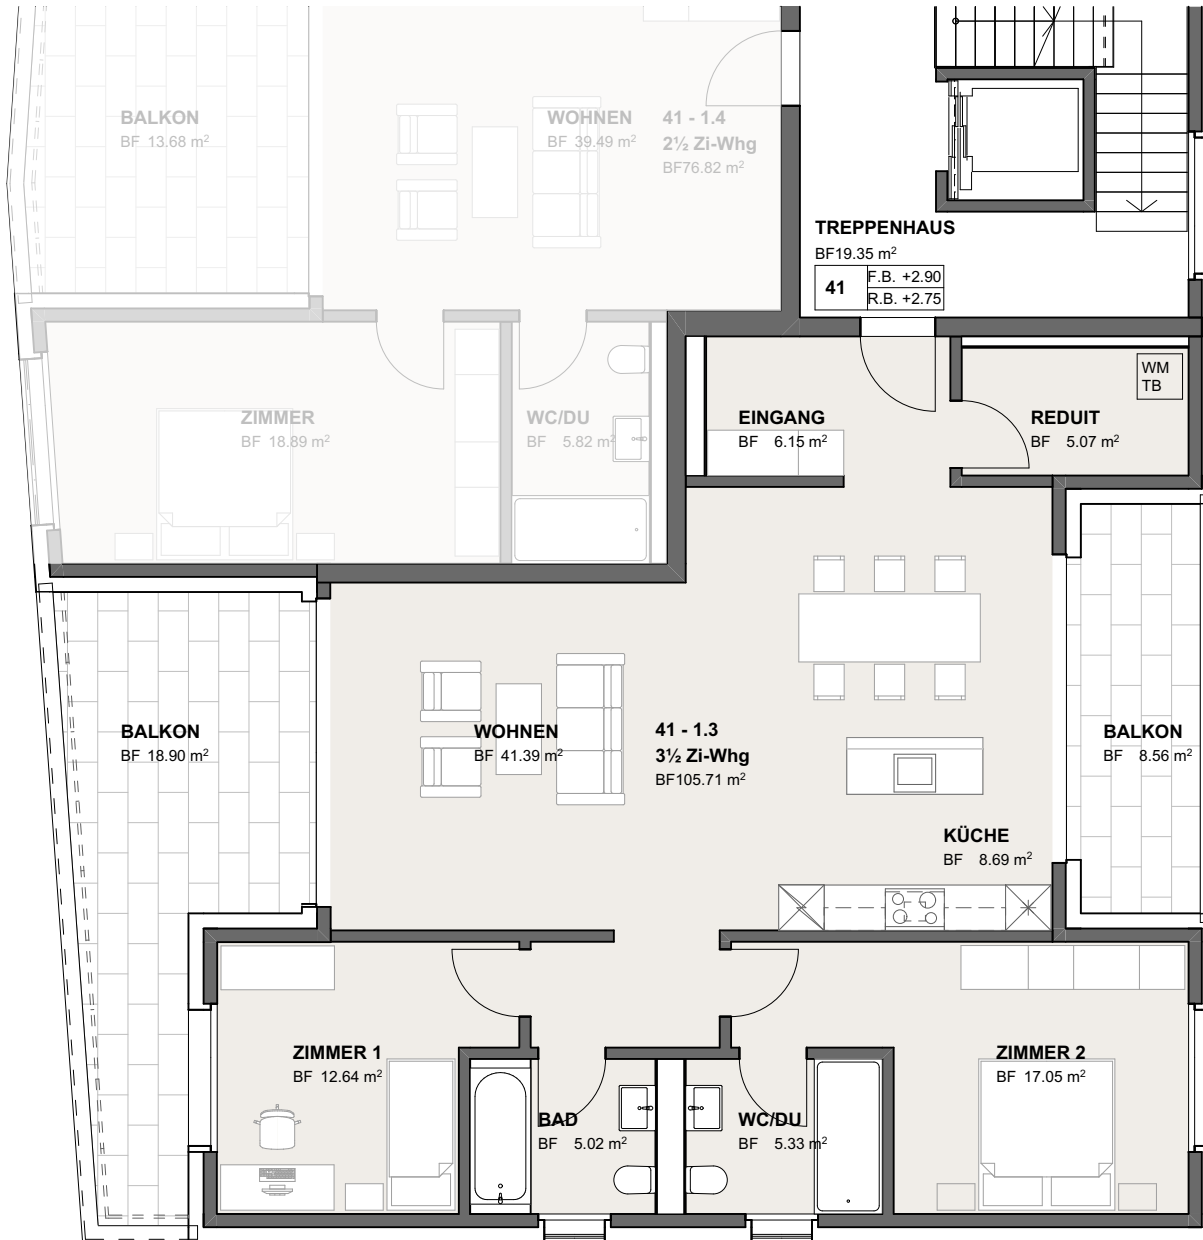 BALKON
BF 13.68 m²
WOHNEN
BF 39.49 m²
41 - 1.4
2½ Zi-Whg
BF76.82 m²
TREPPENHAUS
BF19.35 m²
41
F.B. +2.90
R.B. +2.75
ZIMMER
BF 18.89 m²
WC/DU
BF 5.82 m²
EINGANG
BF 6.15 m²
REDUIT
BF 5.07 m²
WM
TB
BALKON
BF 18.90 m²
WOHNEN
BF 41.39 m²
41 - 1.3
3½ Zi-Whg
BF105.71 m²
BALKON
BF 8.56 m²
KÜCHE
BF 8.69 m²
ZIMMER 1
BF 12.64 m²
BAD
BF 5.02 m²
WC/DU
BF 5.33 m²
ZIMMER 2
BF 17.05 m²